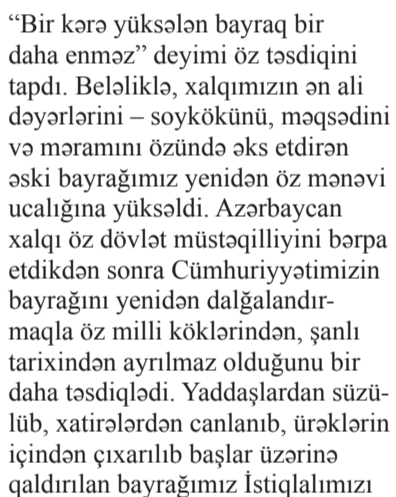 “Bir kərə yüksələn bayraq bir
daha enməz” deyimi öz təsdiqini
tapdı. Beləliklə, xalqımızın ən ali
dəyərlərini – soykökünü, məqsədini
və məramını özündə əks etdirən
əski bayrağımız yenidən öz mənəvi
ucalığına yüksəldi. Azərbaycan
xalqı öz dövlət müstəqilliyini bərpa
etdikdən sonra Cümhuriyyətimizin
bayrağını yenidən dalğalandır-
maqla öz milli köklərindən, şanlı
tarixindən ayrılmaz olduğunu bir
daha təsdiqlədi. Yaddaşlardan süzü-
lüb, xatirələrdən canlanıb, ürəklərin
içindən çıxarılıb başlar üzərinə
qaldırılan bayrağımız İstiqlalımızı